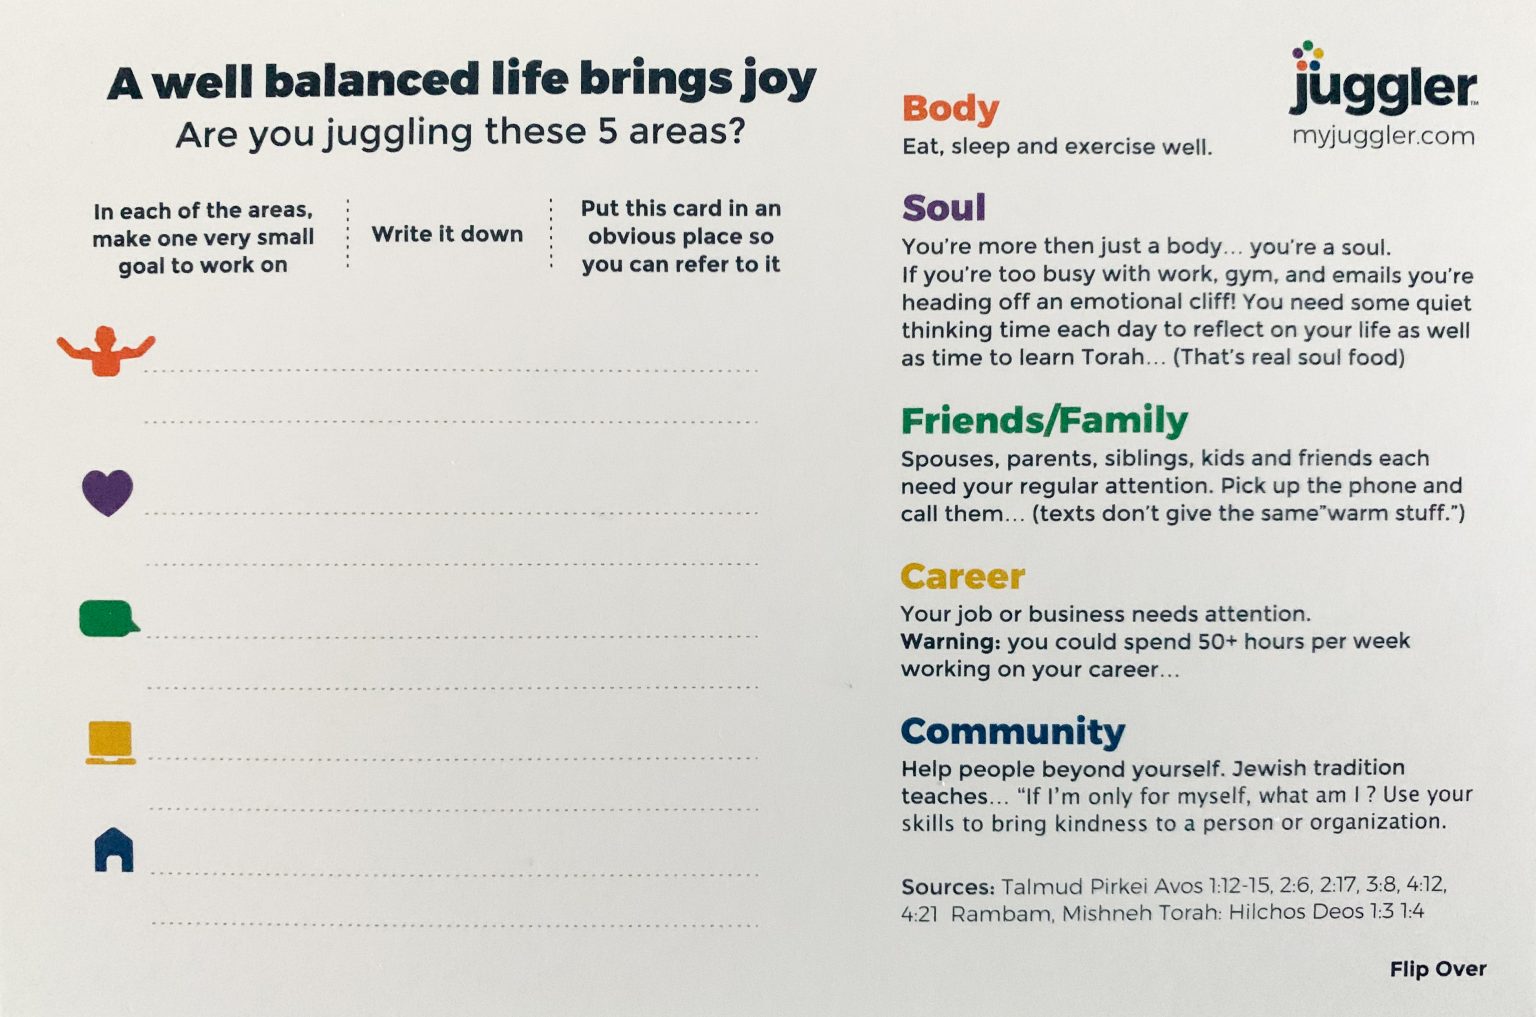 A well balanced life brings joy
Are you juggling these 5 areas?
In each of the areas,
make one very small
goal to work on
Write it down
Put this card in an
obvious place so
you can refer to it
juggler™
myjuggler.com
Body
Eat, sleep and exercise well.
Soul
You're more then just a body... you're a soul.
If you're too busy with work, gym, and emails you're
heading off an emotional cliff! You need some quiet
thinking time each day to reflect on your life as well
as time to learn Torah... (That's real soul food)
Friends/Family
Spouses, parents, siblings, kids and friends each
need your regular attention. Pick up the phone and
call them... (texts don't give the same"warm stuff.")
Career
Your job or business needs attention.
Warning: you could spend 50+ hours per week
working on your career...
Community
Help people beyond yourself. Jewish tradition
teaches... “If I'm only for myself, what am I ? Use your
skills to bring kindness to a person or organization.
Sources: Talmud Pirkei Avos 1:12-15, 2:6, 2:17, 3:8, 4:12,
4:21 Rambam, Mishneh Torah: Hilchos Deos 1:3 1:4
Flip Over